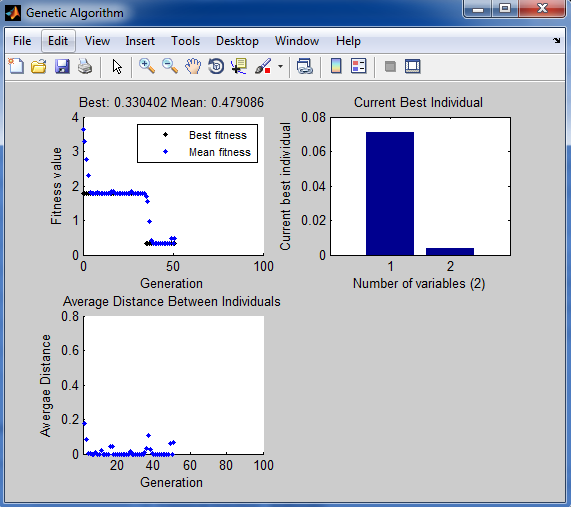 Genetic Algorithm
File Edit View Insert Tools Desktop Window Help
Best: 0.330402 Mean: 0.479086
4
3
2
1
0
Fitness value
Best fitness
Mean fitness
0 50 100
Generation
Current Best Individual
0.08
0.06
0.04
0.02
0
Current best individual
1 2
Number of variables (2)
Average Distance Between Individuals
0.8
0.6
0.4
0.2
0
Avergae Distance
20 40 60 80 100
Generation